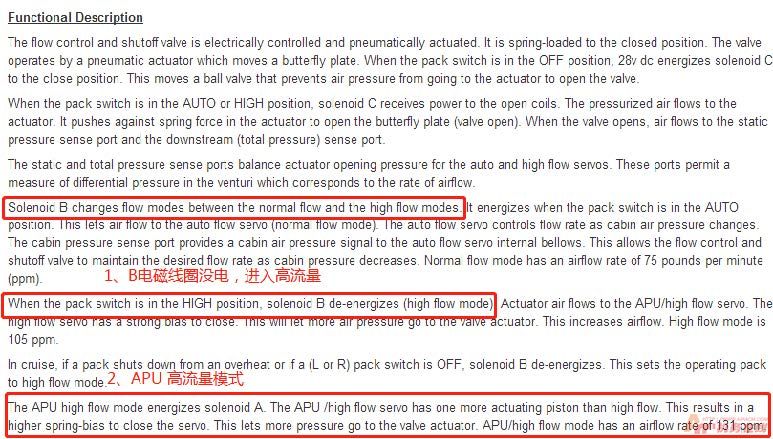 Functional Description
The flow control and shutoff valve is electrically controlled and pneumatically actuated. It is spring-loaded to the closed position. The valve
operates by a pneumatic actuator which moves a butterfly plate. When the pack switch is in the OFF position, 28v dc energizes solenoid C
to the close position. This moves a ball valve that prevents air pressure from going to the actuator to open the valve.
When the pack switch is in the AUTO or HIGH position, solenoid C receives power to the open coils. The pressurized air flows to the
actuator. It pushes against spring force in the actuator to open the butterfly plate (valve open). When the valve opens, air flows to the static
pressure sense port and the downstream (total pressure) sense port.
The static and total pressure sense ports balance actuator opening pressure for the auto and high flow servos. These ports permit a
measure of differential pressure in the venturi which corresponds to the rate of airflow.
Solenoid B changes flow modes between the normal flow and the high flow modes. It energizes when the pack switch is in the AUTO
position. This lets air flow to the auto flow servo (normal flow mode). The auto flow servo controls flow rate as cabin air pressure changes.
The cabin pressure sense port provides a cabin air pressure signal to the auto flow servo internal bellows. This allows the flow control and
shutoff valve to maintain the desired flow rate as cabin pressure decreases. Normal flow mode has an airflow rate of 75 pounds per minute
(ppm). 1、B电磁线圈没电，进入高流量
When the pack switch is in the HIGH position, solenoid B de-energizes (high flow mode). Actuator air flows to the APU/high flow servo. The
high flow servo has a strong bias to close. This will let more air pressure go to the valve actuator. This increases airflow. High flow mode is
105 ppm.
In cruise, if a pack shuts down from an overheat or if a (L or R) pack switch is OFF, solenoid B de-energizes. This sets the operating pack
to high flow mode. 2、APU 高流量模式
The APU high flow mode energizes solenoid A. The APU /high flow servo has one more actuating piston than high flow. This results in a
higher spring-bias to close the servo. This lets more pressure go to the valve actuator. APU/high flow mode has an airflow rate of 131 ppm.